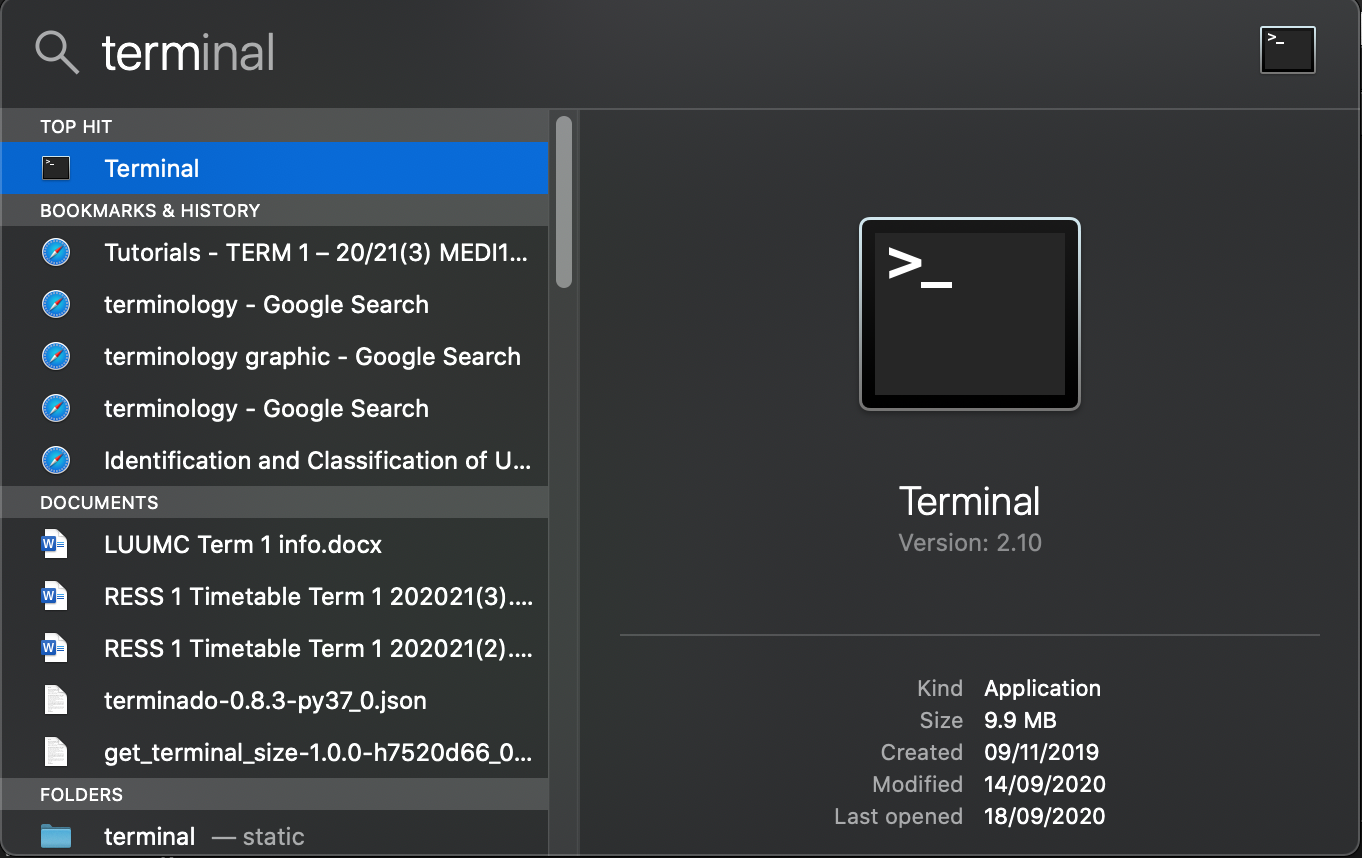 terminal
TOP HIT
Terminal
BOOKMARKS & HISTORY
Tutorials - TERM 1 – 20/21(3) MEDI1...
terminology - Google Search
terminology graphic - Google Search
terminology - Google Search
Identification and Classification of U...
DOCUMENTS
LUUMC Term 1 info.docx
RESS 1 Timetable Term 1 202021(3)....
RESS 1 Timetable Term 1 202021(2)....
terminado-0.8.3-py37_0.json
get_terminal_size-1.0.0-h7520d66_0...
FOLDERS
terminal — static
Terminal
Version: 2.10
Kind Application
Size 9.9 MB
Created 09/11/2019
Modified 14/09/2020
Last opened 18/09/2020